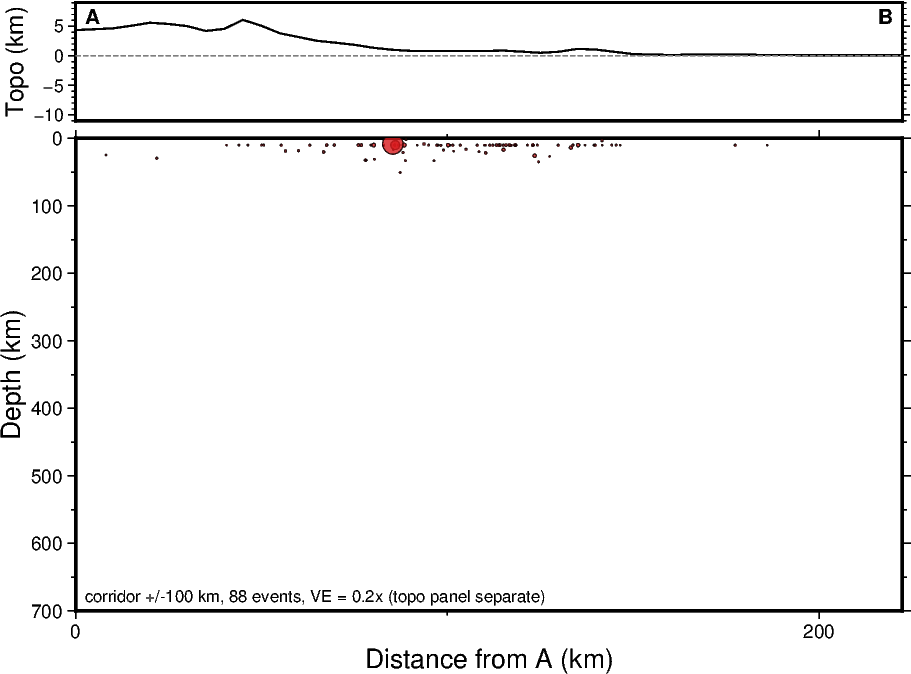 A
B
Topo (km)
5
0
−5
−10
0
100
200
300
400
500
600
700
Depth (km)
corridor +/-100 km, 88 events, VE = 0.2x (topo panel separate)
0
200
Distance from A (km)